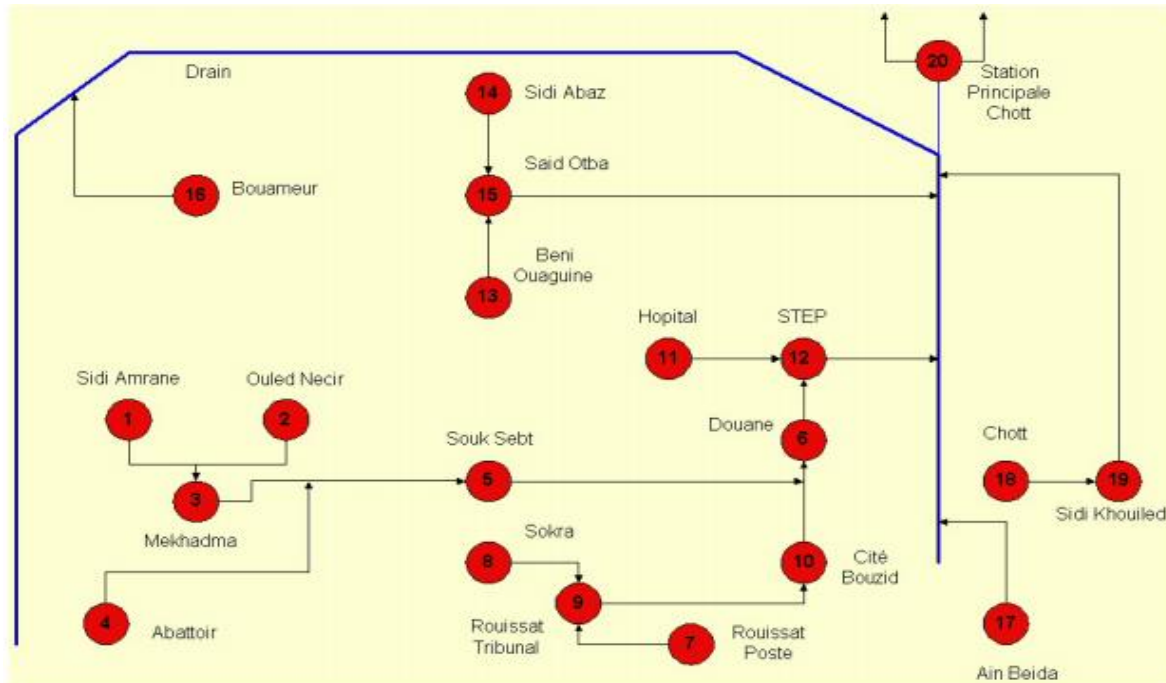 Drain
20
Station
Principale
Chott
14
Sidi Abaz
Said Otba
15
16
Bouameur
Beni
Ouaguine
13
Hopital
STEP
11
12
Sidi Amrane
Ouled Necir
1
2
Douane
6
Souk Sebt
5
Chott
18
19
Sidi Khouiled
3
Mekhadma
Sokra
8
10
Cité
Bouzid
9
4
Abattoir
Rouissat
Tribunal
7
Rouissat
Poste
17
Ain Beida